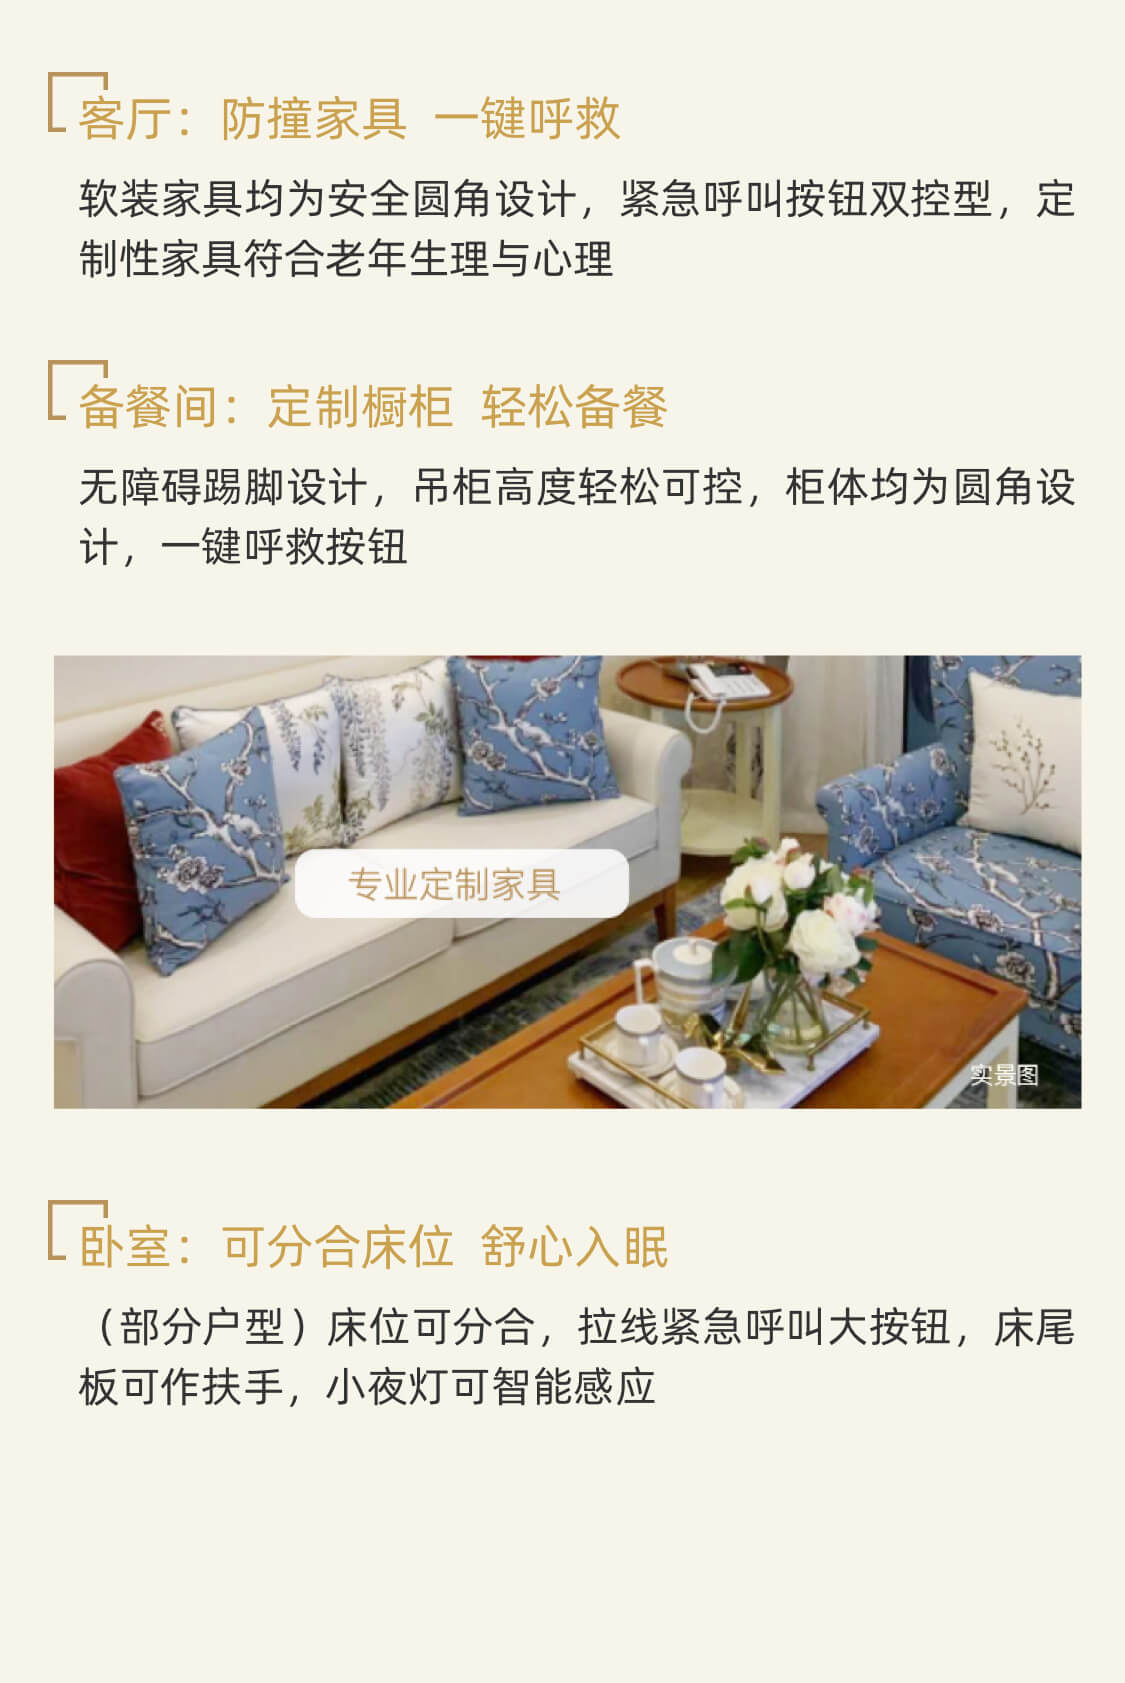 客厅：防撞家具 一键呼救
软装家具均为安全圆角设计，紧急呼叫按钮双控型，定
制性家具符合老年生理与心理
备餐间：定制橱柜 轻松备餐
无障碍踢脚设计，吊柜高度轻松可控，柜体均为圆角设
计，一键呼救按钮
专业定制家具
实景图
卧室：可分合床位 舒心入眠
（部分户型）床位可分合，拉线紧急呼叫大按钮，床尾
板可作扶手，小夜灯可智能感应